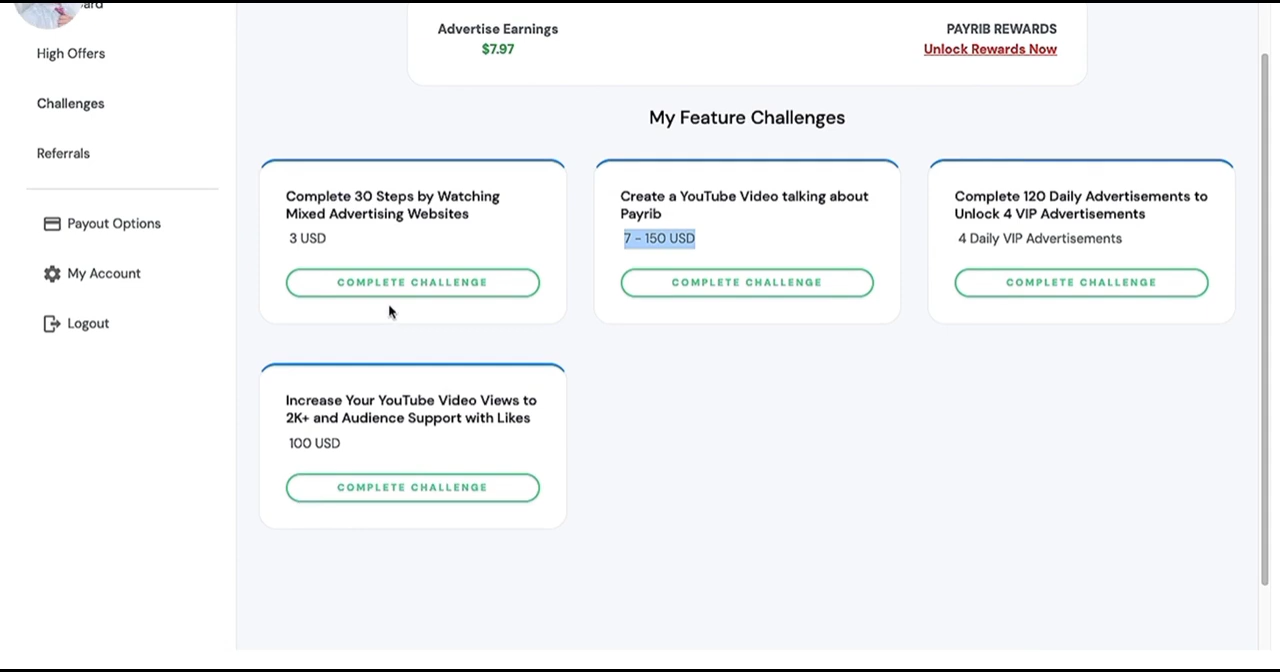 High Offers
Challenges
Referrals
Payout Options
My Account
Logout
Advertise Earnings
$7.97
PAYRIB REWARDS
Unlock Rewards Now
My Feature Challenges
Complete 30 Steps by Watching
Mixed Advertising Websites
3 USD
COMPLETE CHALLENGE
Create a YouTube Video talking about
Payrib
7 - 150 USD
COMPLETE CHALLENGE
Complete 120 Daily Advertisements to
Unlock 4 VIP Advertisements
4 Daily VIP Advertisements
COMPLETE CHALLENGE
Increase Your YouTube Video Views to
2K+ and Audience Support with Likes
100 USD
COMPLETE CHALLENGE